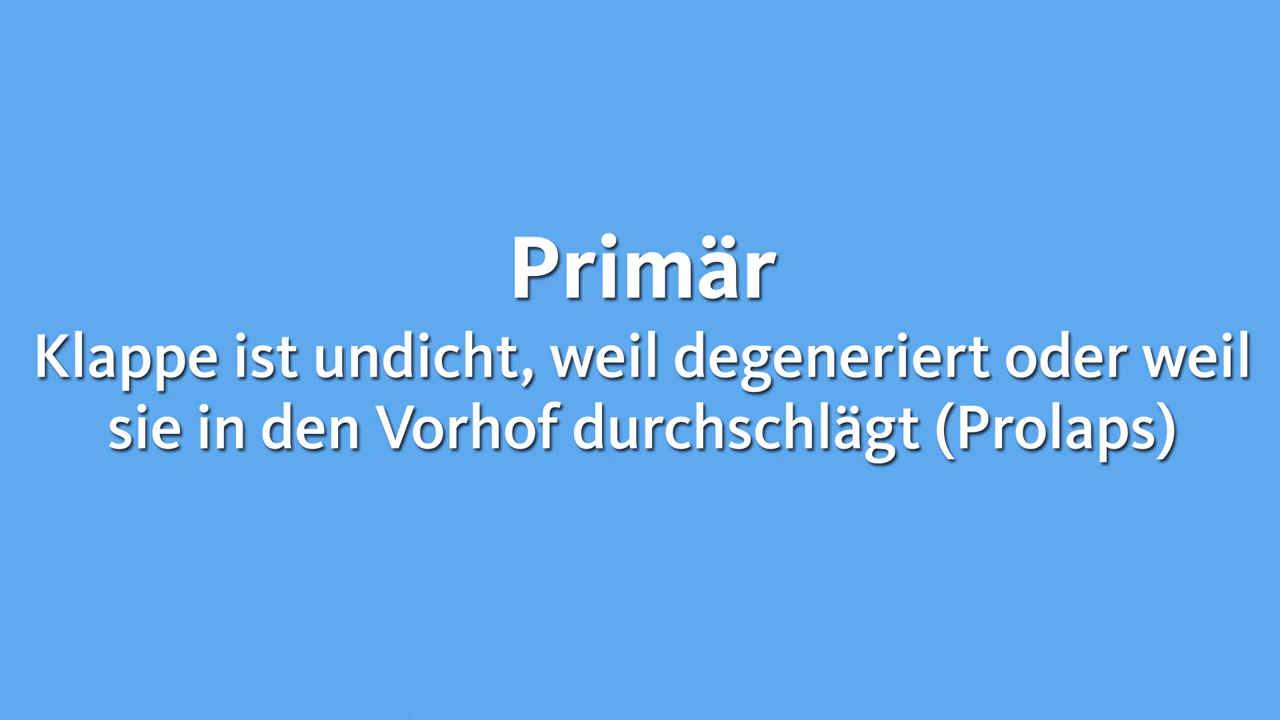 Primär
Klappe ist undicht, weil degeneriert oder weil
sie in den Vorhof durchschlägt (Prolaps)